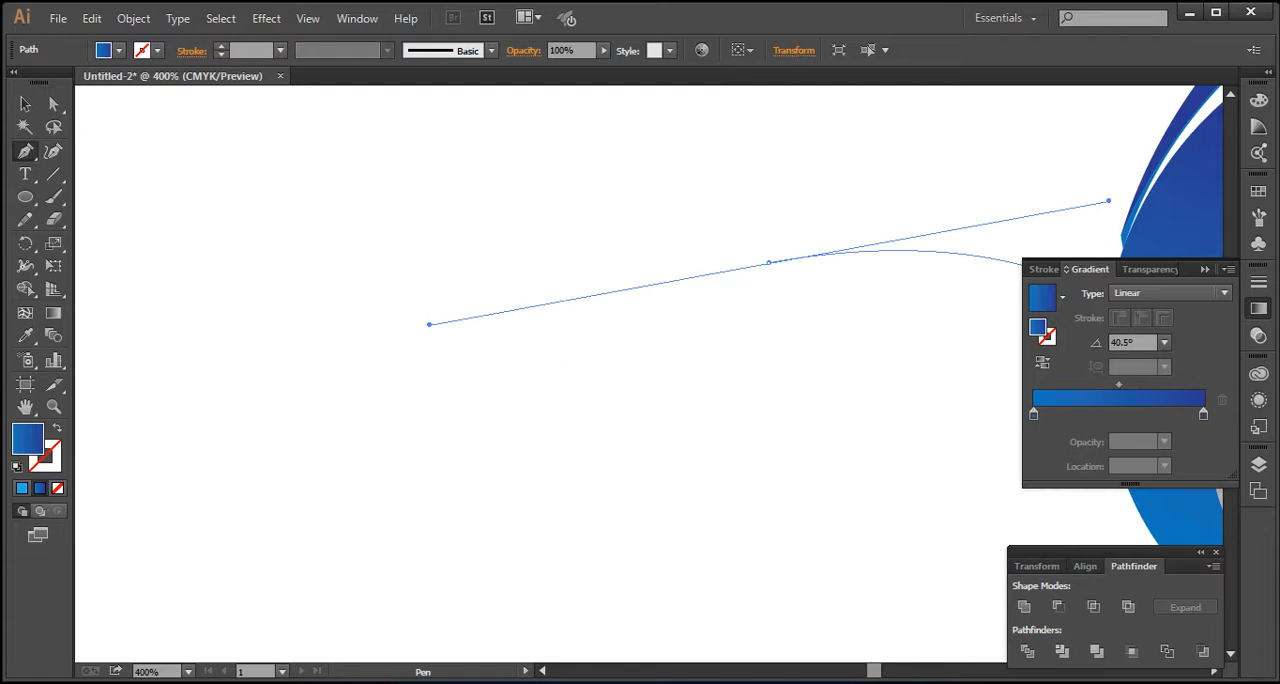 Ai File Edit Object Type Select Effect View Window Help Br St Essentials
Path Stroke: Basic Opacity: 100% Style: Transform
Untitled-2* @ 400% (CMYK/Preview) ×
Stroke Gradient Transparency
Type: Linear
Stroke:
40.5°
Opacity:
Location:
Transform Align Pathfinder
Shape Modes:
Expand
Pathfinders:
400% 1 Pen